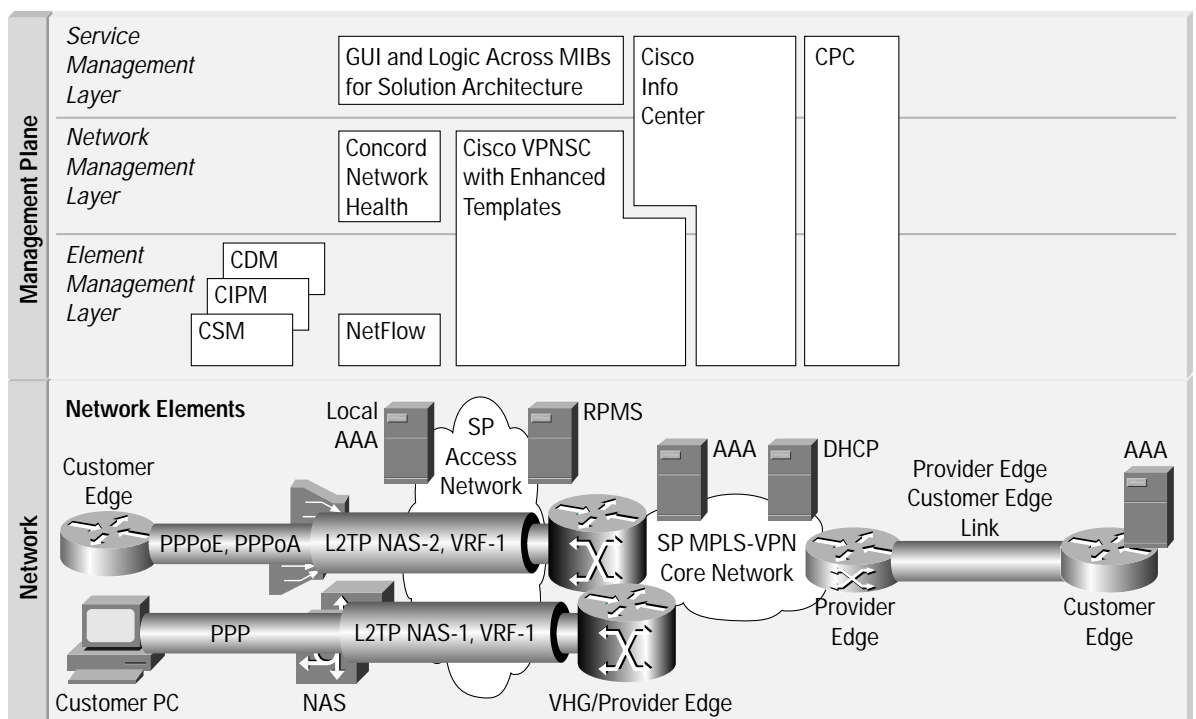 Management Plane
Service
Management
Layer
GUI and Logic Across MIBs
for Solution Architecture
Cisco
Info
Center
CPC
Network
Management
Layer
Concord
Network
Health
Cisco VPNSC
with Enhanced
Templates
Element
Management
Layer
CDM
CIPM
CSM
NetFlow
Network
Network Elements
Local
AAA
SP
Access
Network
RPMS
AAA
DHCP
AAA
Customer
Edge
Provider Edge
Customer Edge
Link
PPPoE, PPPoA
L2TP NAS-2, VRF-1
SP MPLS-VPN
Core Network
Provider
Edge
Customer
Edge
PPP
L2TP NAS-1, VRF-1
Customer PC
NAS
VHG/Provider Edge